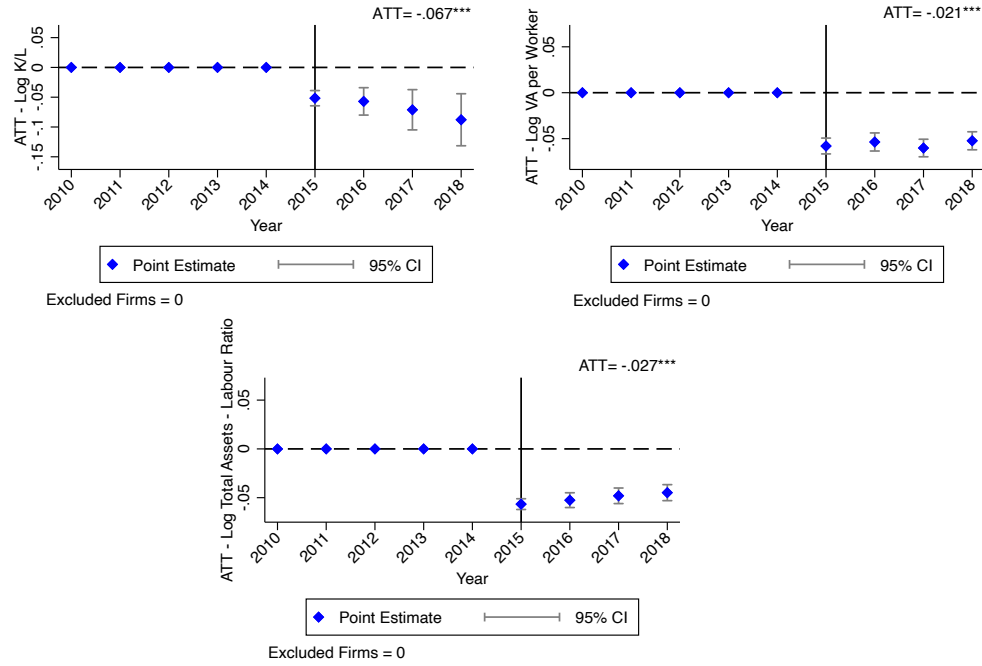 ATT= -.067***
ATT - Log K/L
.05
0
-.05
-.1
-.15
2010 2011 2012 2013 2014 2015 2016 2017 2018
Year
Point Estimate 95% CI
Excluded Firms = 0
ATT= -.021***
ATT - Log VA per Worker
.05
0
-.05
2010 2011 2012 2013 2014 2015 2016 2017 2018
Year
Point Estimate 95% CI
Excluded Firms = 0
ATT= -.027***
ATT - Log Total Assets - Labour Ratio
.05
0
-.05
2010 2011 2012 2013 2014 2015 2016 2017 2018
Year
Point Estimate 95% CI
Excluded Firms = 0